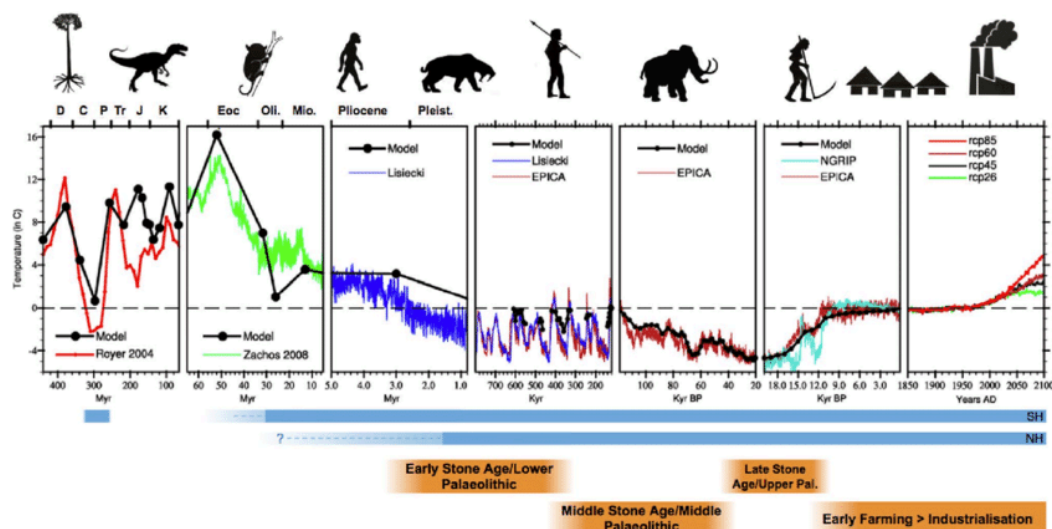 D C P Tr J K
Eoc Oli. Mio.
Pliocene Pleist.
Temperature (in C)
16
12
8
4
0
-4
Model
Royer 2004
400 300 200 100
Myr
Model
Zachos 2008
60 50 40 30 20 10
Myr
Model
Lisiecki
5.0 4.0 3.0 2.0 1.0
Myr
Model
Lisiecki
EPICA
700 600 500 400 300 200
Kyr
Model
EPICA
100 80 60 40 20
Kyr BP
Model
NGRIP
EPICA
18.0 15.0 12.0 9.0 6.0 3.0
Kyr BP
rcp85
rcp60
rcp45
rcp26
1850 1900 1950 2000 2050 2100
Years AD
SH
?
NH
Early Stone Age/Lower
Palaeolithic
Late Stone
Age/Upper Pal.
Middle Stone Age/Middle
Palaeolithic
Early Farming > Industrialisation